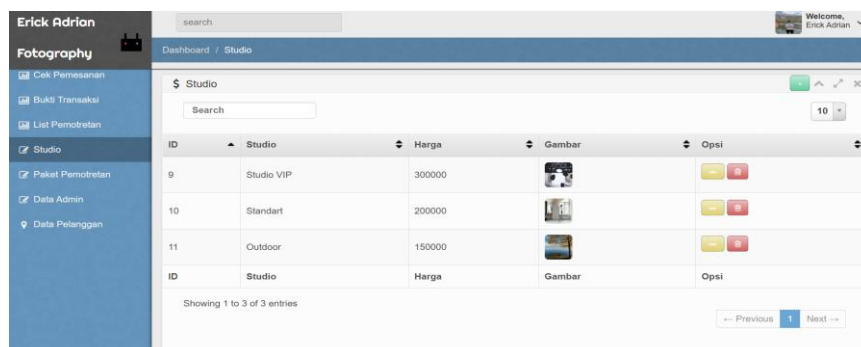 Erick Adrian
Fotography
search
Welcome,
Erick Adrian
Dashboard / Studio
Cek Pemesanan
Bukti Transaksi
List Pemotretan
Studio
Paket Pemotretan
Data Admin
Data Pelanggan
$ Studio
Search
10
ID Studio Harga Gambar Opsi
9 Studio VIP 300000
10 Standart 200000
11 Outdoor 150000
ID Studio Harga Gambar Opsi
Showing 1 to 3 of 3 entries
← Previous 1 Next →